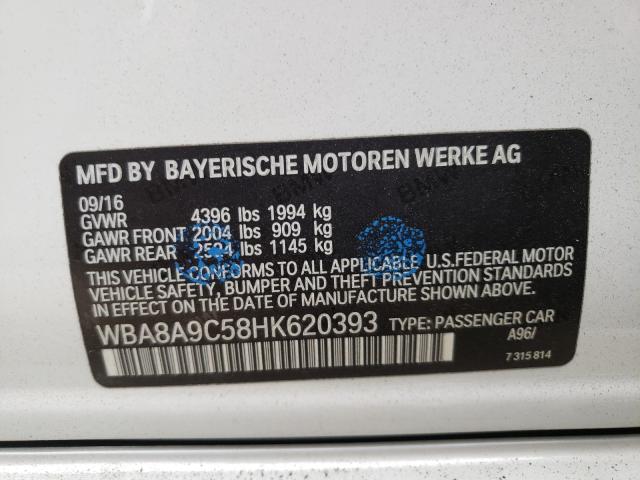 MFD BY BAYERISCHE MOTOREN WERKE AG
09/16
GVWR 4396 lbs 1994 kg
GAWR FRONT 2004 lbs 909 kg
GAWR REAR 2524 lbs 1145 kg
THIS VEHICLE CONFORMS TO ALL APPLICABLE U.S.FEDERAL MOTOR
VEHICLE SAFETY, BUMPER AND THEFT PREVENTION STANDARDS
IN EFFECT ON THE DATE OF MANUFACTURE SHOWN ABOVE.
WBA8A9C58HK620393 TYPE: PASSENGER CAR
A96/
7 315 814